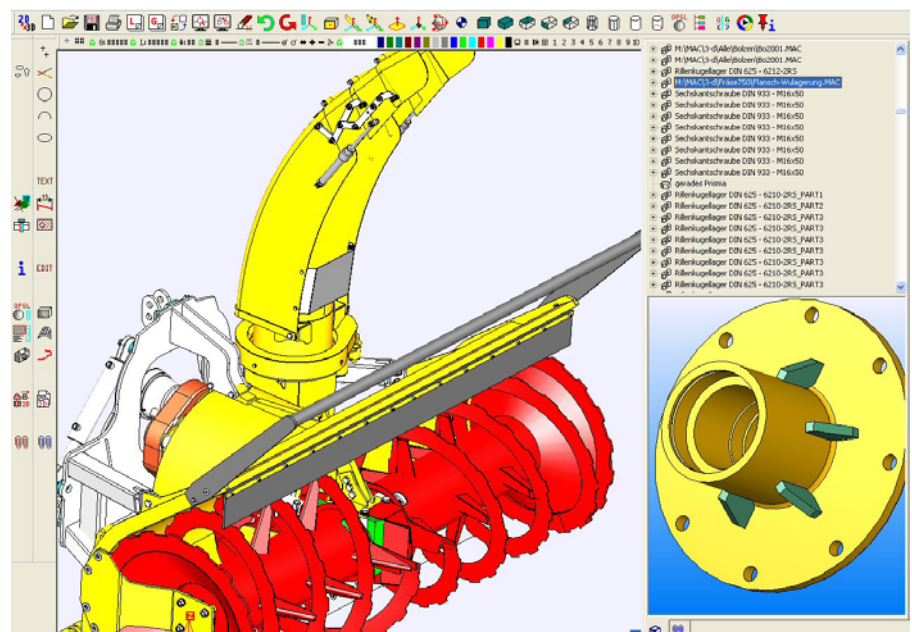 DPGL
1 2 3 4 5 6 7 8 9
TEXT
EDIT
DPGL
M:\MAC\3-d\Alle\Bolzen\Bo2001.MAC
M:\MAC\3-d\Alle\Bolzen\Bo2001.MAC
Rillenkugellager DIN 625 - 6212-2RS
M:\MAC\3-d\Fräse750\Flansch-Wulagerung.MAC
Sechskantschraube DIN 933 - M16x50
Sechskantschraube DIN 933 - M16x50
Sechskantschraube DIN 933 - M16x50
Sechskantschraube DIN 933 - M16x50
Sechskantschraube DIN 933 - M16x50
Sechskantschraube DIN 933 - M16x50
Sechskantschraube DIN 933 - M16x50
Sechskantschraube DIN 933 - M16x50
gerades Prisma
Rillenkugellager DIN 625 - 6210-2RS_PART1
Rillenkugellager DIN 625 - 6210-2RS_PART2
Rillenkugellager DIN 625 - 6210-2RS_PART3
Rillenkugellager DIN 625 - 6210-2RS_PART3
Rillenkugellager DIN 625 - 6210-2RS_PART3
Rillenkugellager DIN 625 - 6210-2RS_PART3
Rillenkugellager DIN 625 - 6210-2RS_PART3
Rillenkugellager DIN 625 - 6210-2RS_PART3
Rillenkugellager DIN 625 - 6210-2RS_PART3